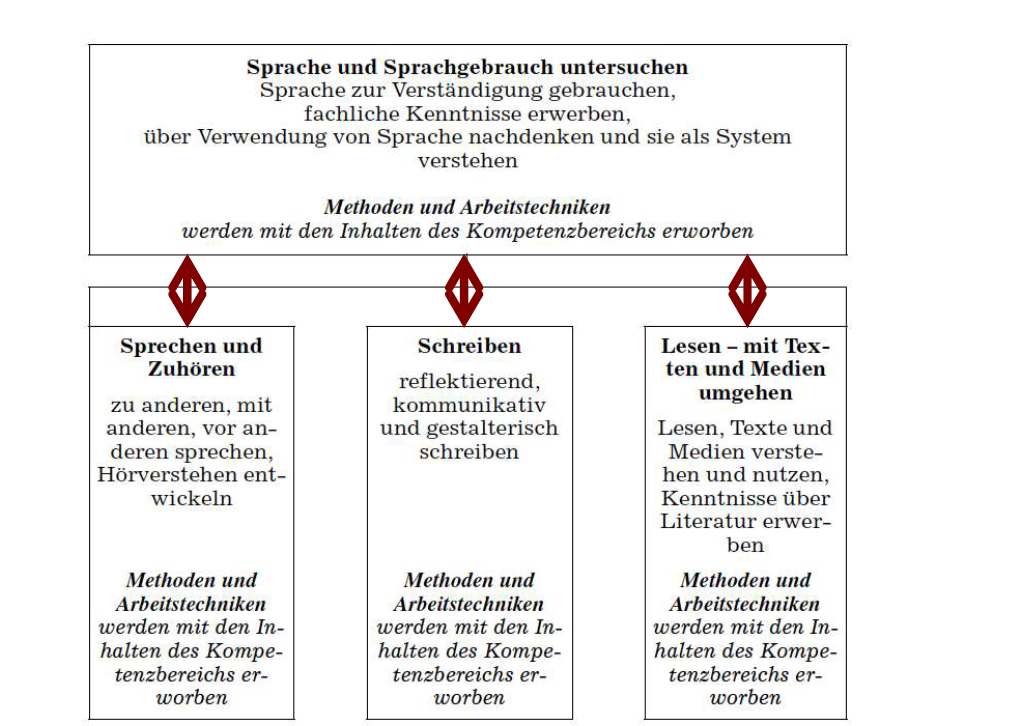 Sprache und Sprachgebrauch untersuchen
Sprache zur Verständigung gebrauchen,
fachliche Kenntnisse erwerben,
über Verwendung von Sprache nachdenken und sie als System
verstehen
Methoden und Arbeitstechniken
werden mit den Inhalten des Kompetenzbereichs erworben
Sprechen und
Zuhören
zu anderen, mit
anderen, vor an-
deren sprechen,
Hörverstehen ent-
wickeln
Methoden und
Arbeitstechniken
werden mit den In-
halten des Kompe-
tenzbereichs er-
worben
Schreiben
reflektierend,
kommunikativ
und gestalterisch
schreiben
Methoden und
Arbeitstechniken
werden mit den In-
halten des Kompe-
tenzbereichs er-
worben
Lesen – mit Tex-
ten und Medien
umgehen
Lesen, Texte und
Medien verste-
hen und nutzen,
Kenntnisse über
Literatur erwer-
ben
Methoden und
Arbeitstechniken
werden mit den In-
halten des Kompe-
tenzbereichs er-
worben